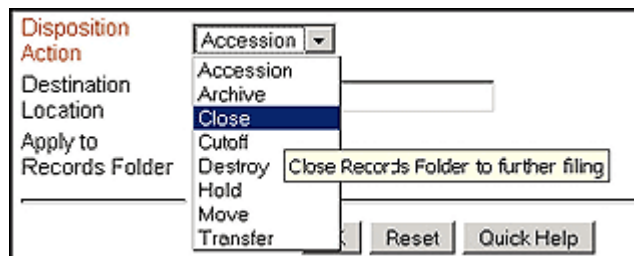 Disposition
Action
Accession
Accession
Destination
Location
Archive
Close
Apply to
Records Folder
Cutoff
Destroy
Close Records Folder to further filing
Hold
Move
Transfer
Reset
Quick Help